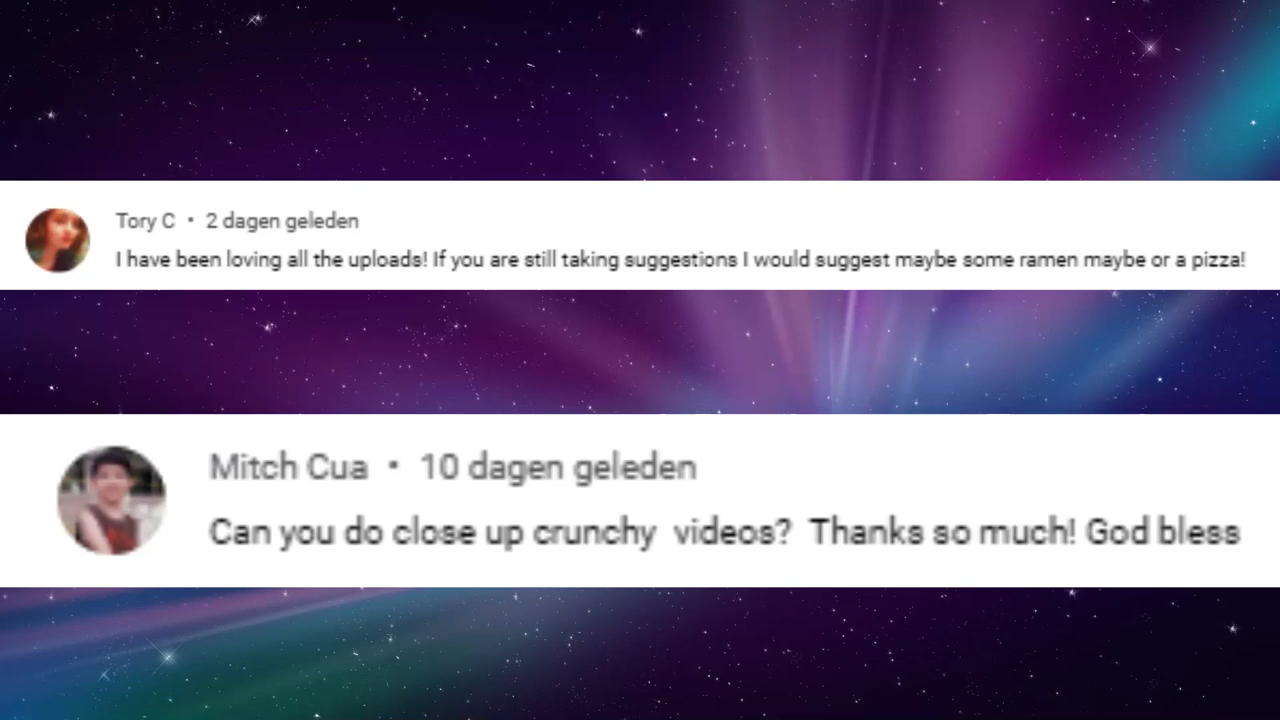 Tory C • 2 dagen geleden
I have been loving all the uploads! If you are still taking suggestions I would suggest maybe some ramen maybe or a pizza!
Mitch Cua • 10 dagen geleden
Can you do close up crunchy  videos?  Thanks so much! God bless